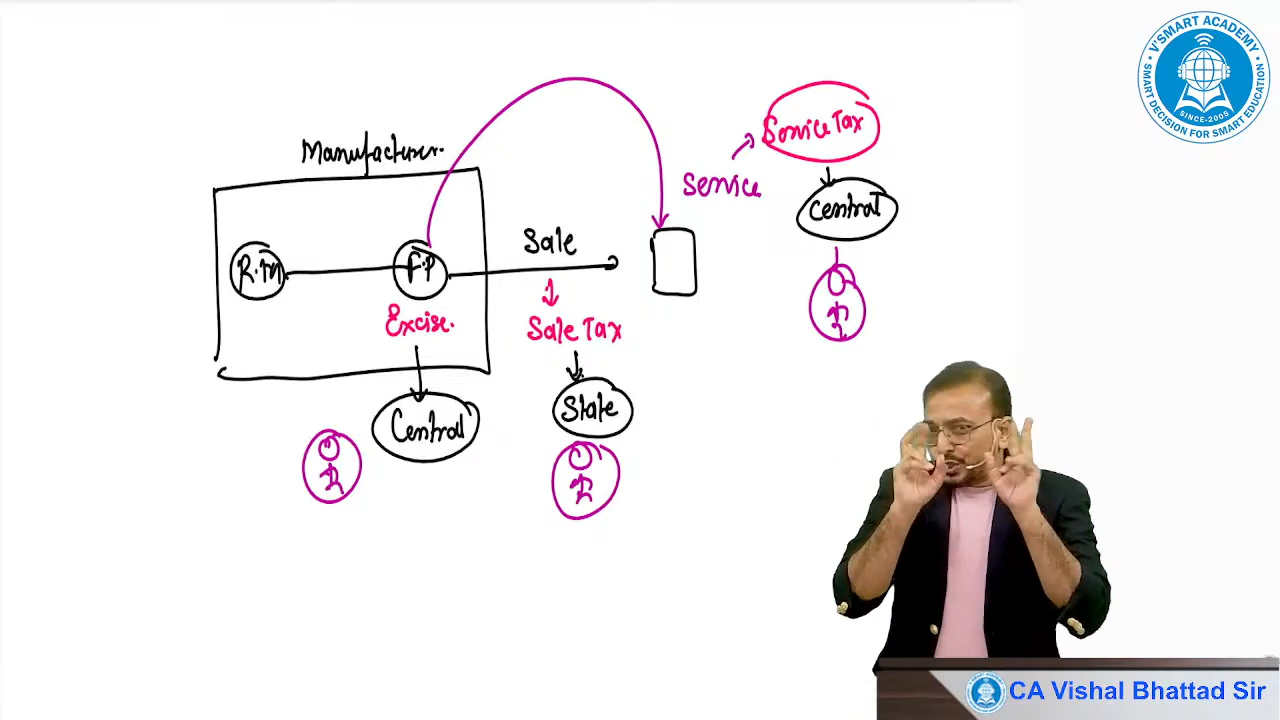 V'SMART ACADEMY
SMART DECISION FOR SMART EDUCATION
SINCE-2005
Manufacturer.
Service Tax
Service
Central
R.M
F.P
Sale
Excise.
Sale Tax
Central
State
CA Vishal Bhattad Sir